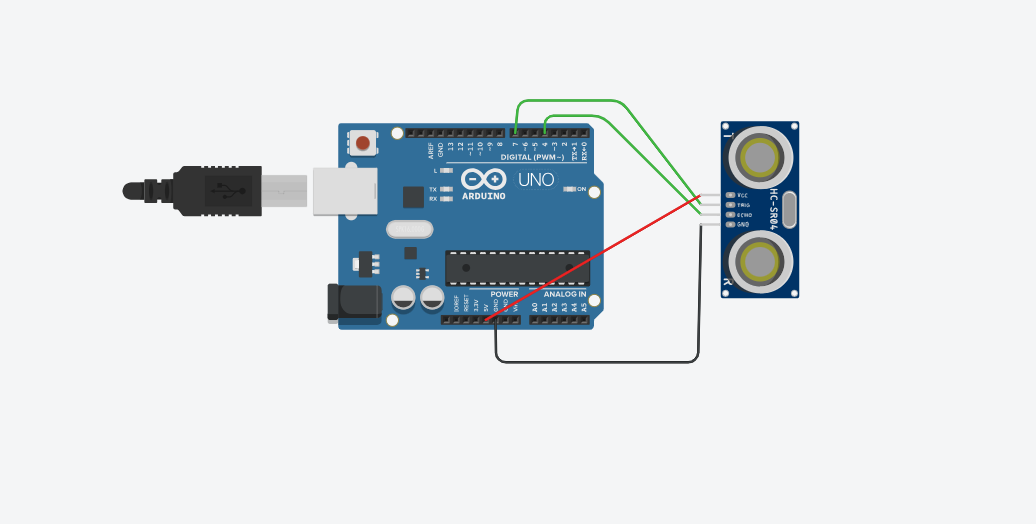 AREF
GND
13
12
~11
~10
~9
8
7
~6
~5
4
~3
2
TX→1
RX←0
DIGITAL (PWM~)
L
TX
RX
ARDUINO
UNO
ON
POWER
ANALOG IN
IOREF
RESET
3.3V
5V
GND
A0
A1
A2
A3
A4
A5
T
VCC
TRIG
ECHO
GND
HC-SR04
R